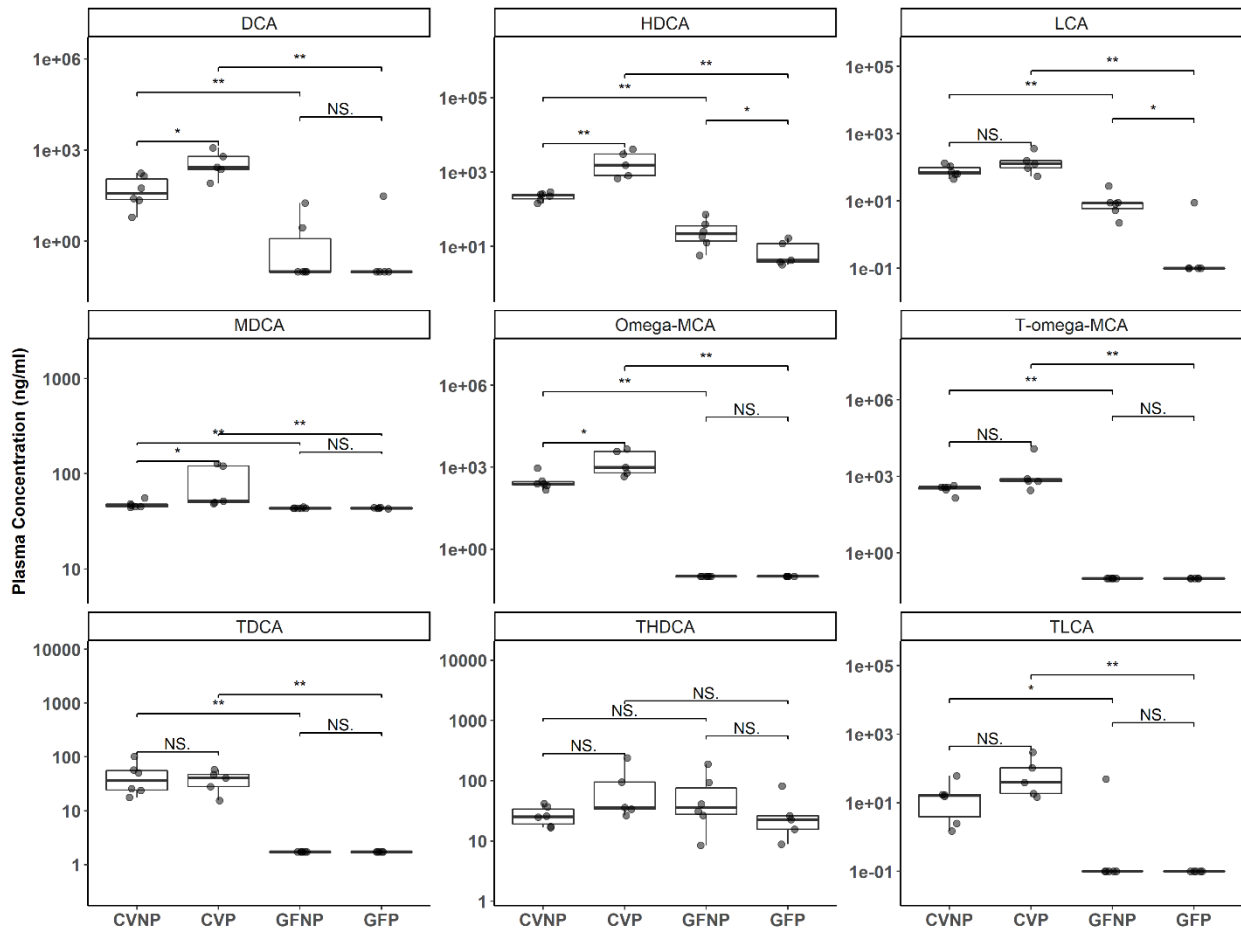 DCA
HDCA
LCA
1e+06
1e+03
1e+00
**
**
*
NS.
1e+05
1e+03
1e+01
**
**
**
*
1e+05
1e+03
1e+01
1e-01
**
**
NS.
*
MDCA
Omega-MCA
T-omega-MCA
Plasma Concentration (ng/ml)
1000
100
10
**
**
*
NS.
1e+06
1e+03
1e+00
**
**
*
NS.
1e+06
1e+03
1e+00
**
**
NS.
NS.
TDCA
THDCA
TLCA
10000
1000
100
10
1
**
**
NS.
NS.
10000
1000
100
10
1
NS.
NS.
NS.
NS.
1e+05
1e+03
1e+01
1e-01
**
*
NS.
NS.
CVNP CVP GFNP GFP
CVNP CVP GFNP GFP
CVNP CVP GFNP GFP